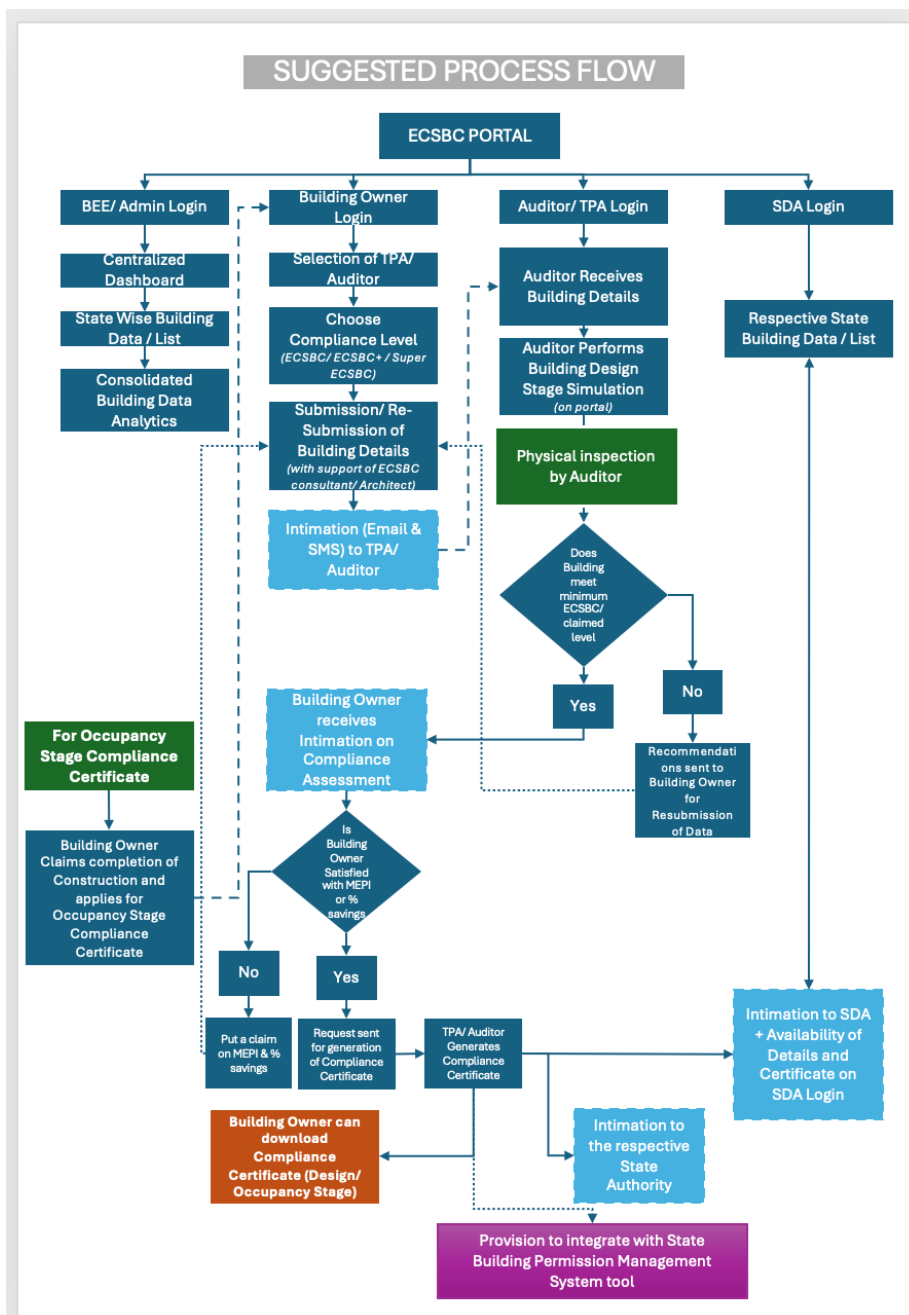 SUGGESTED PROCESS FLOW
ECSBC PORTAL
BEE/ Admin Login
Building Owner
Login
Auditor/ TPA Login
SDA Login
Centralized
Dashboard
State Wise Building
Data / List
Consolidated
Building Data
Analytics
Selection of TPA/
Auditor
Choose
Compliance Level
(ECSBC/ ECSBC+ / Super
ECSBC)
Submission/ Re-
Submission of
Building Details
(with support of ECSBC
consultant/ Architect)
Intimation (Email &
SMS) to TPA/
Auditor
Auditor Receives
Building Details
Auditor Performs
Building Design
Stage Simulation
(on portal)
Physical inspection
by Auditor
Does
Building
meet
minimum
ECSBC/
claimed
level
Yes
No
Recommendati
ons sent to
Building Owner
for
Resubmission
of Data
Respective State
Building Data / List
Building Owner
receives
Intimation on
Compliance
Assessment
For Occupancy
Stage Compliance
Certificate
Building Owner
Claims completion of
Construction and
applies for
Occupancy Stage
Compliance
Certificate
Is
Building
Owner
Satisfied
with MEPI
or %
savings
No
Yes
Put a claim
on MEPI & %
savings
Request sent
for generation
of Compliance
Certificate
TPA/ Auditor
Generates
Compliance
Certificate
Intimation to SDA
+ Availability of
Details and
Certificate on
SDA Login
Building Owner can
download
Compliance
Certificate (Design/
Occupancy Stage)
Intimation to
the respective
State
Authority
Provision to integrate with State
Building Permission Management
System tool